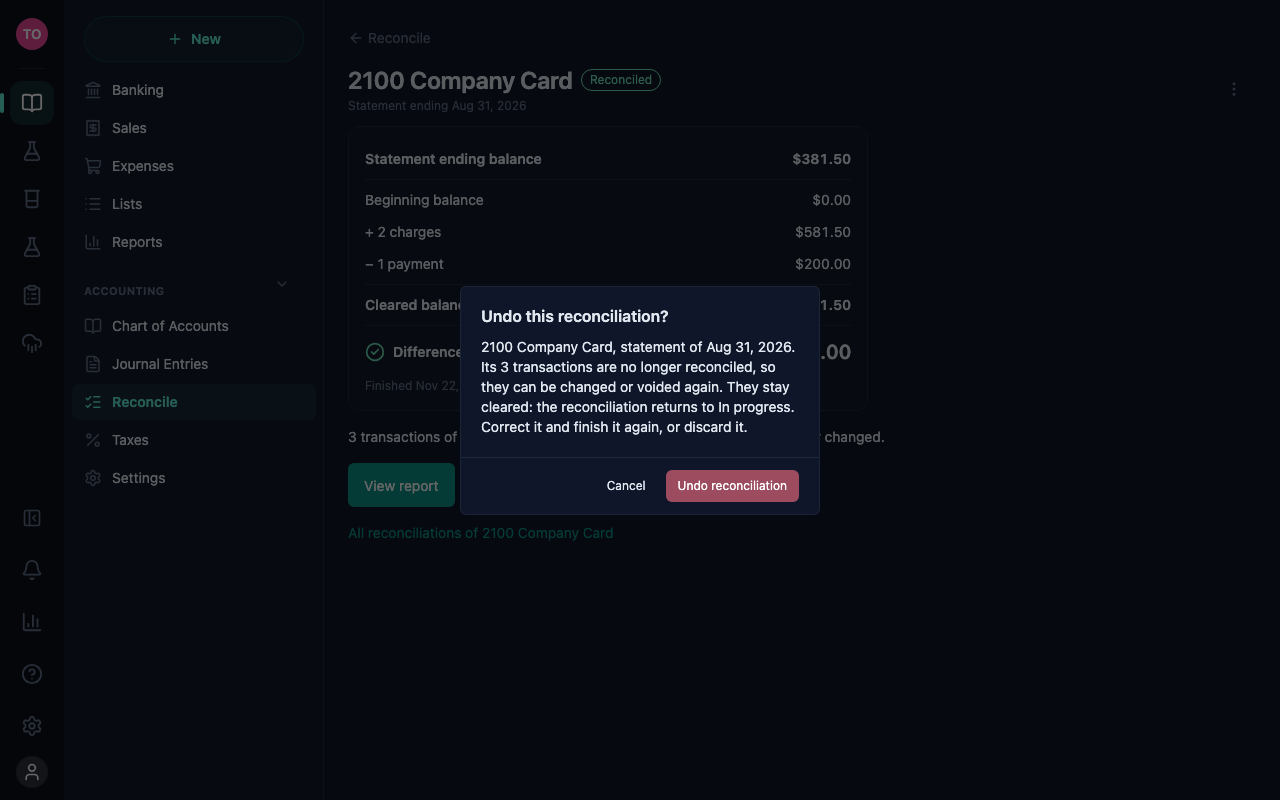 TO
New
Banking
Sales
Expenses
Lists
Reports
ACCOUNTING
Chart of Accounts
Journal Entries
Reconcile
Taxes
Settings
Reconcile
2100 Company Card
Reconciled
Statement ending Aug 31, 2026
Statement ending balance $381.50
Beginning balance $0.00
+ 2 charges $581.50
− 1 payment $200.00
Cleared
Difference
Finished Nov 22,
3 transactions of
changed.
View report
All reconciliations of 2100 Company Card
Undo this reconciliation?
2100 Company Card, statement of Aug 31, 2026.
Its 3 transactions are no longer reconciled, so
they can be changed or voided again. They stay
cleared: the reconciliation returns to In progress.
Correct it and finish it again, or discard it.
Cancel
Undo reconciliation